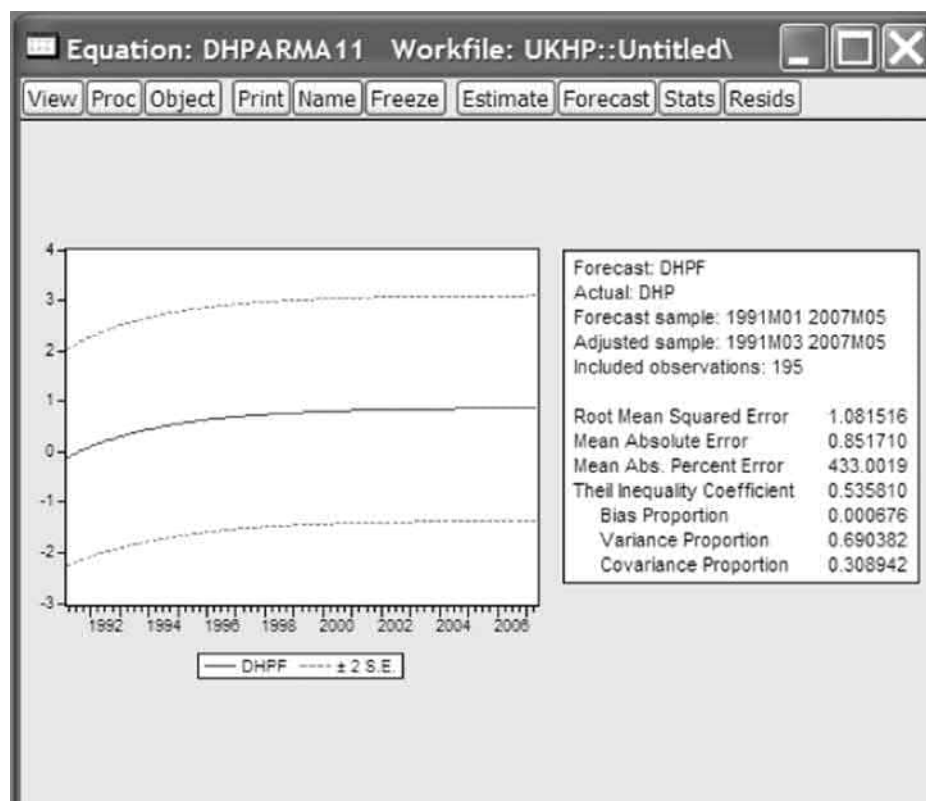 Equation: DHPARMA11 Workfile: UKHP::Untitled\
View Proc Object Print Name Freeze Estimate Forecast Stats Resids
4
3
2
1
0
-1
-2
-3
1992 1994 1996 1998 2000 2002 2004 2006
DHPF ± 2 S.E.
Forecast: DHPF
Actual: DHP
Forecast sample: 1991M01 2007M05
Adjusted sample: 1991M03 2007M05
Included observations: 195
Root Mean Squared Error 1.081516
Mean Absolute Error 0.851710
Mean Abs. Percent Error 433.0019
Theil Inequality Coefficient 0.535810
Bias Proportion 0.000676
Variance Proportion 0.690382
Covariance Proportion 0.308942